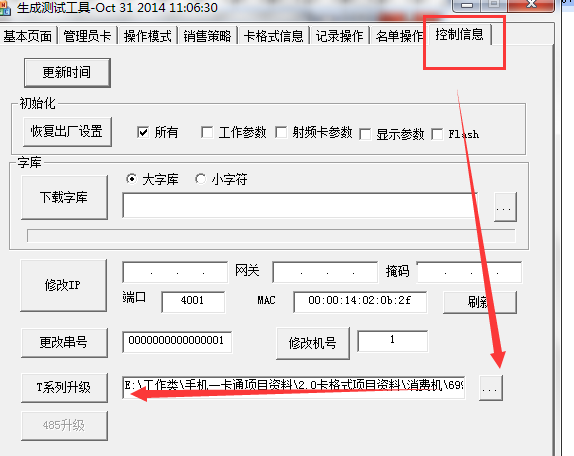 生成测试工具-Oct 31 2014 11:06:30
基本页面 管理员卡 操作模式 销售策略 卡格式信息 记录操作 名单操作 控制信息
更新时间
初始化
恢复出厂设置 所有 工作参数 射频卡参数 显示参数 Flash
字库
下载字库 大字库 小字符
...
修改IP . . . 网关 . . . 掩码 . . .
端口 4001 MAC 00:00:14:02:0b:2f 刷新
更改串号 0000000000000001 修改机号 1
T系列升级 E:\工作类\手机一卡通项目资料\2.0卡格式项目资料\消费机\699 ...
485升级